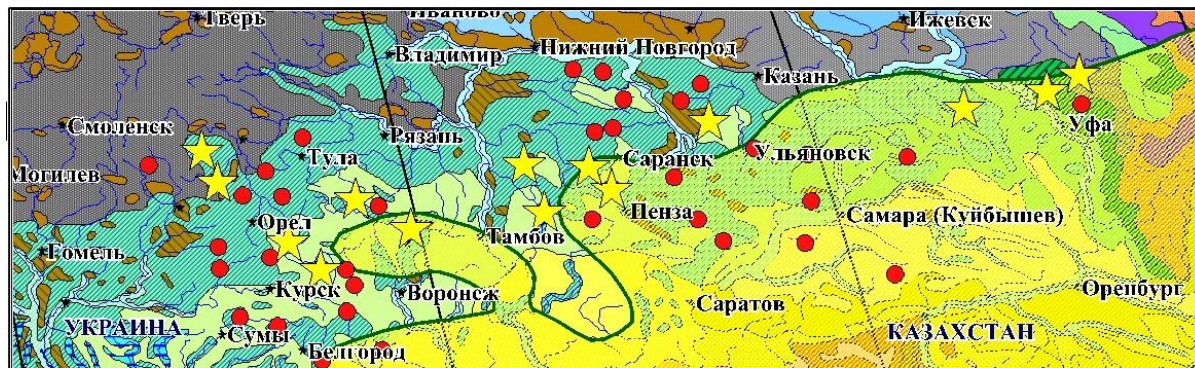 Тверь
Иваново
Ижевск
Владимир
Нижний Новгород
Казань
Смоленск
Рязань
Тула
Уфа
Могилев
Саранск
Ульяновск
Орел
Пенза
Самара (Куйбышев)
Гомель
Тамбов
Курск
Воронеж
Саратов
Оренбург
УКРАИНА
Сумы
КАЗАХСТАН
Белгород